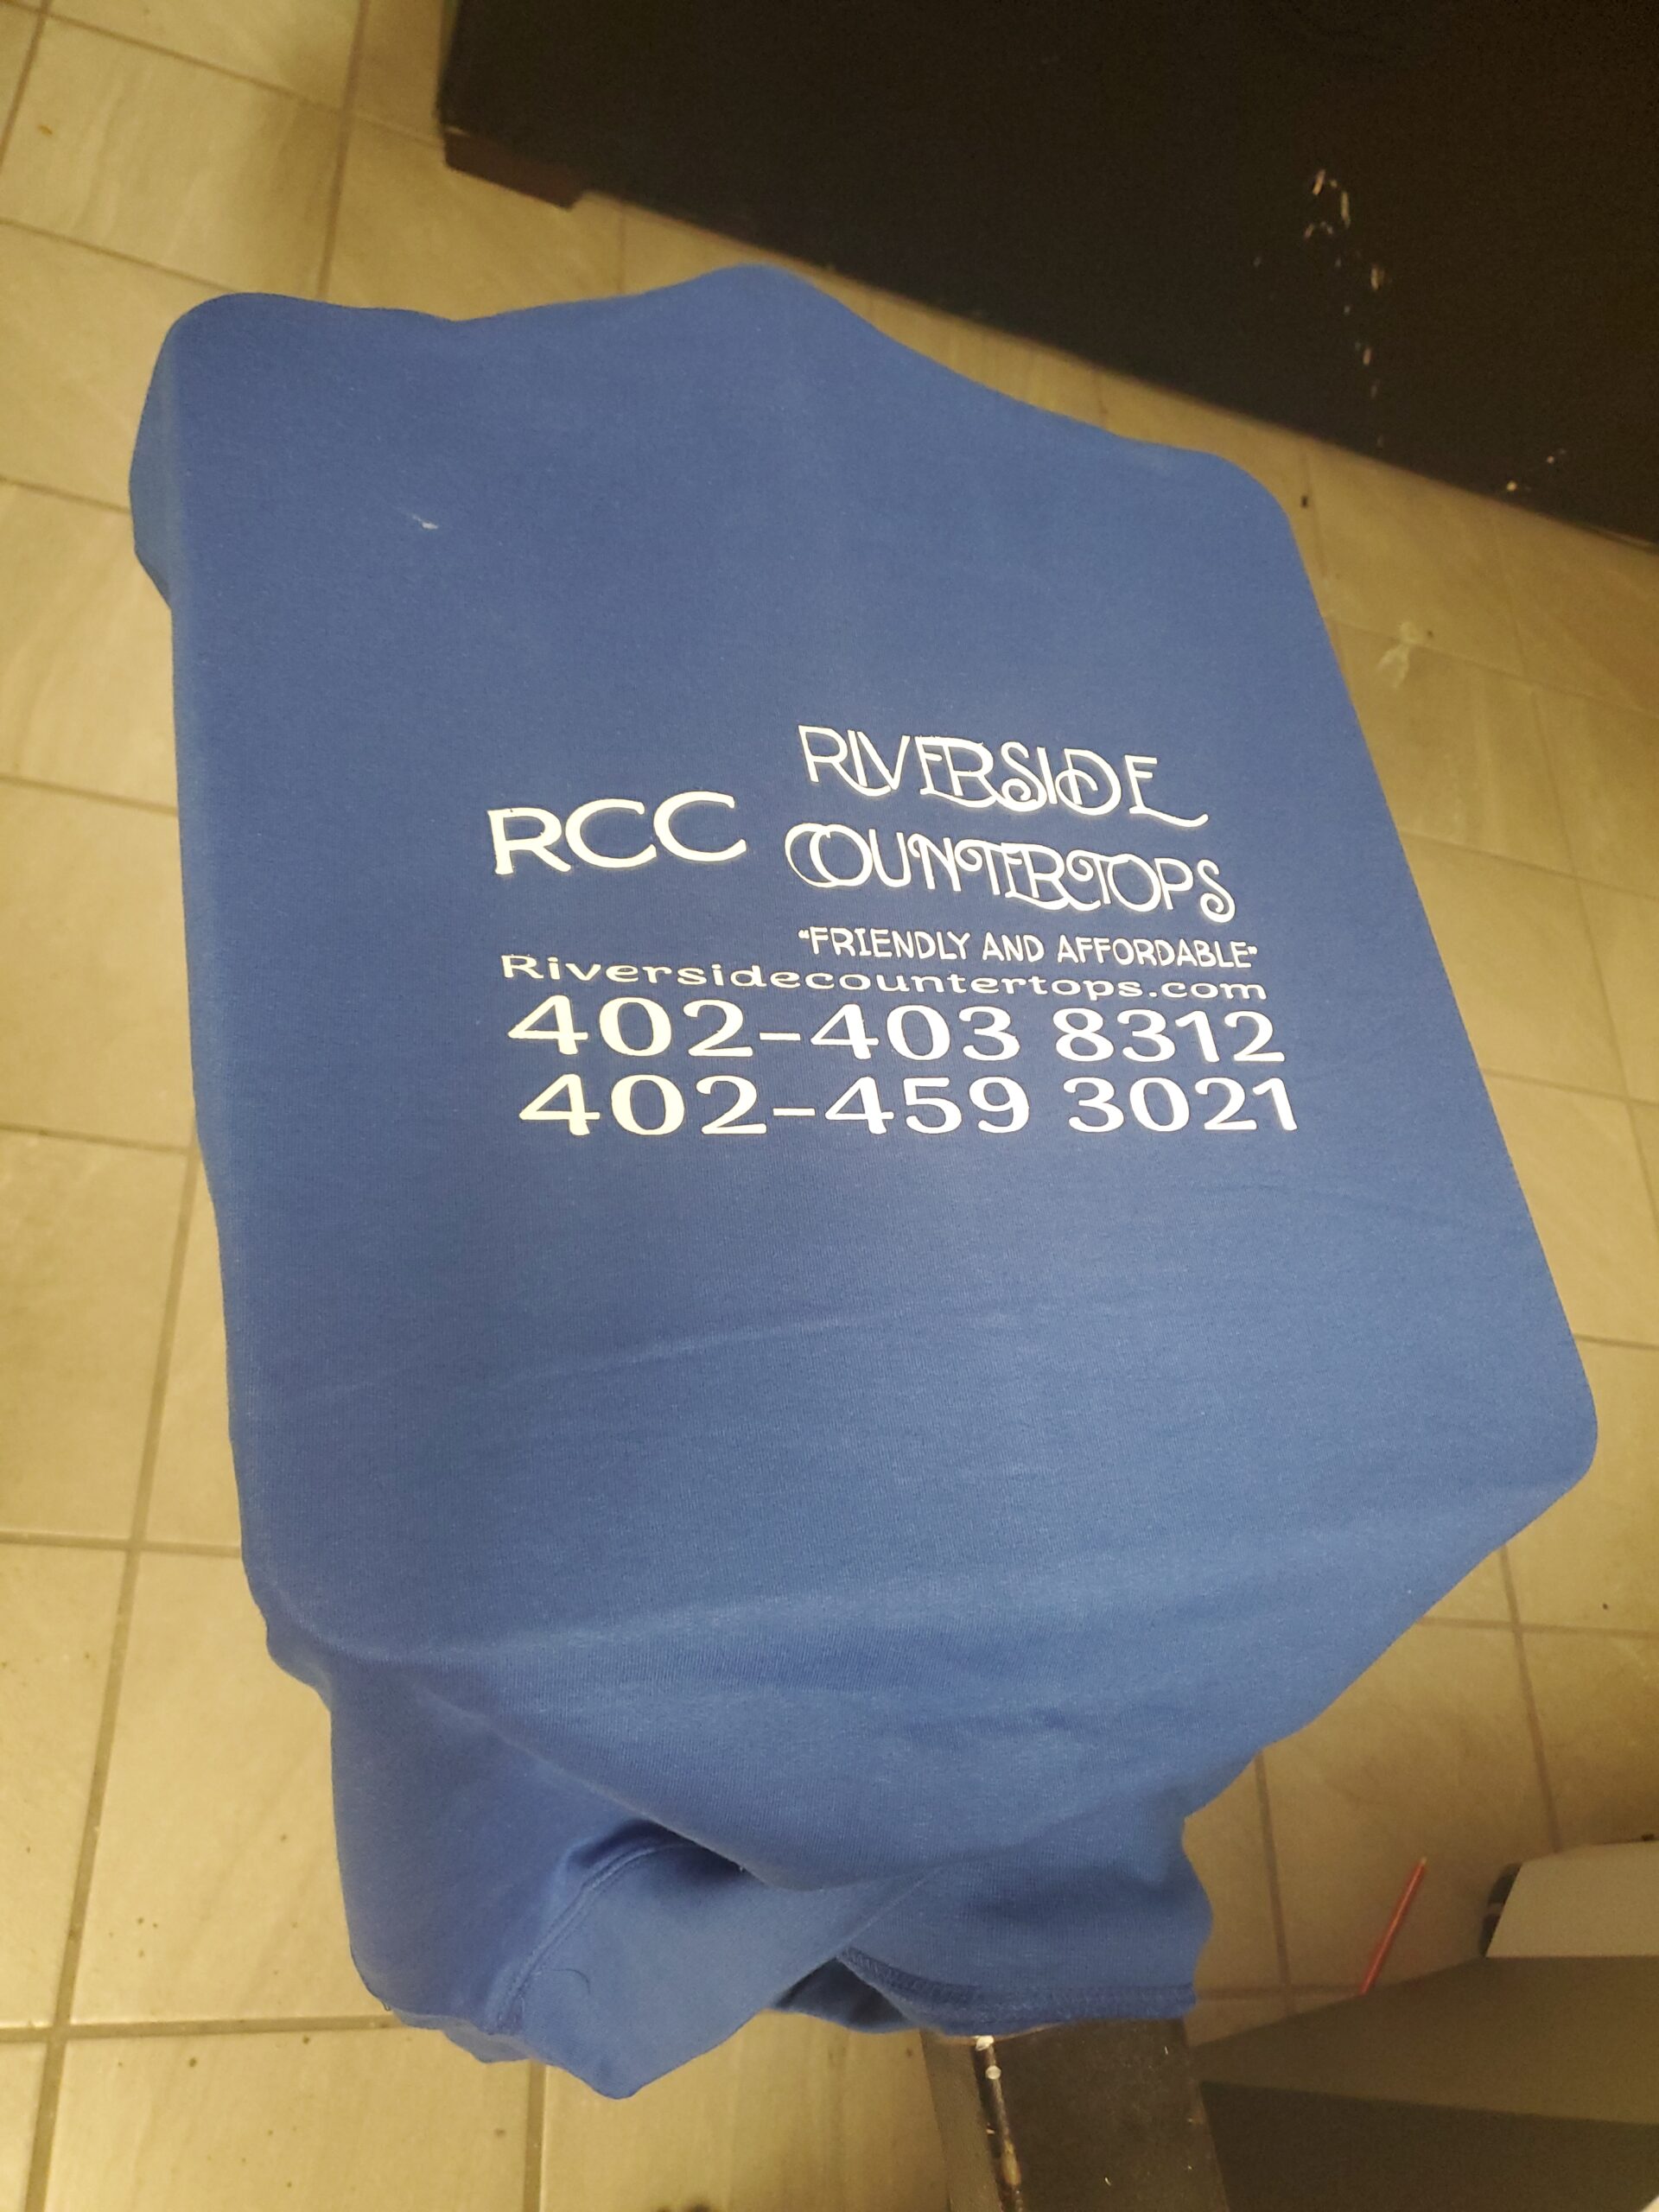 RCC
RIVERSIDE
COUNTERTOPS
"FRIENDLY AND AFFORDABLE"
Riversidecountertops.com
402-403 8312
402-459 3021